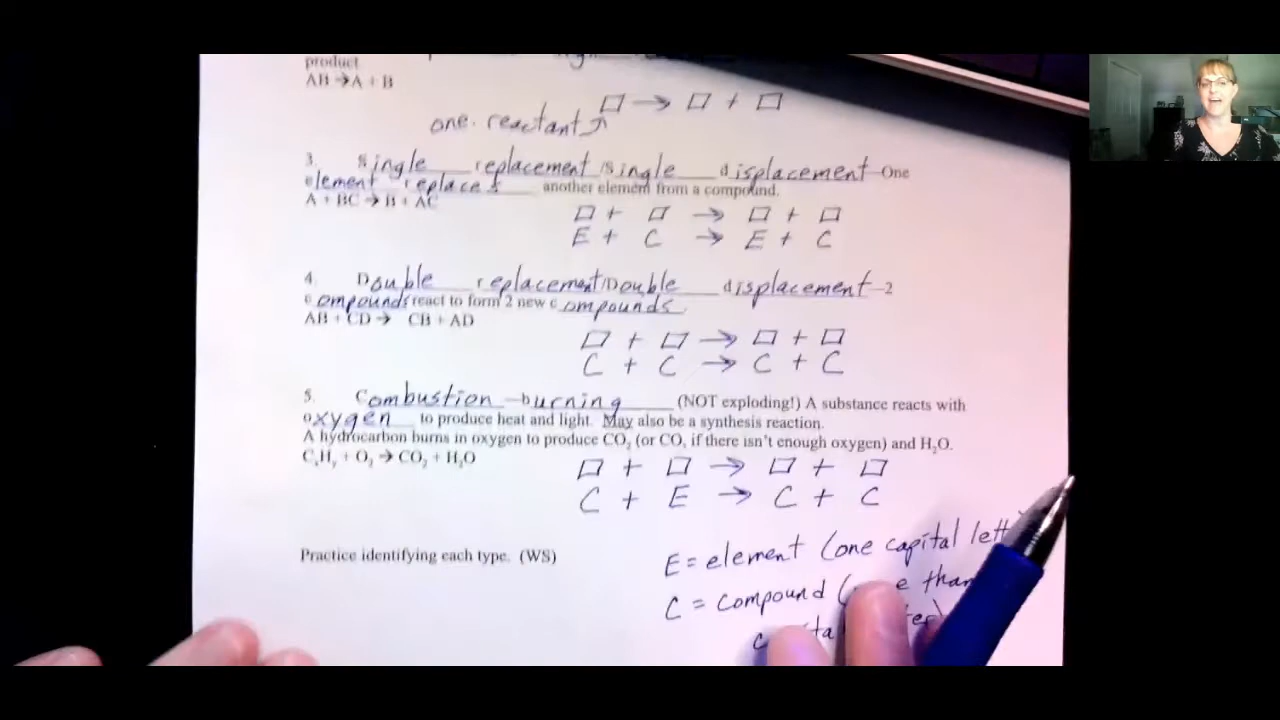 product
AB → A + B
□ → □ + □
one reactant ↗
3. Single replacement/Single displacement–One
element replaces another element from a compound.
A + BC → B + AC
□ + □ → □ + □
E + C → E + C
4. Double replacement/Double displacement–2
compounds react to form 2 new compounds
AB + CD → CB + AD
□ + □ → □ + □
C + C → C + C
5. Combustion –burning (NOT exploding!) A substance reacts with
oxygen to produce heat and light. May also be a synthesis reaction.
A hydrocarbon burns in oxygen to produce CO₂ (or CO, if there isn't enough oxygen) and H₂O.
CₓHᵧ + O₂ → CO₂ + H₂O
□ + □ → □ + □
C + E → C + C
Practice identifying each type. (WS)
E = element (one capital lett
C = compound ( than